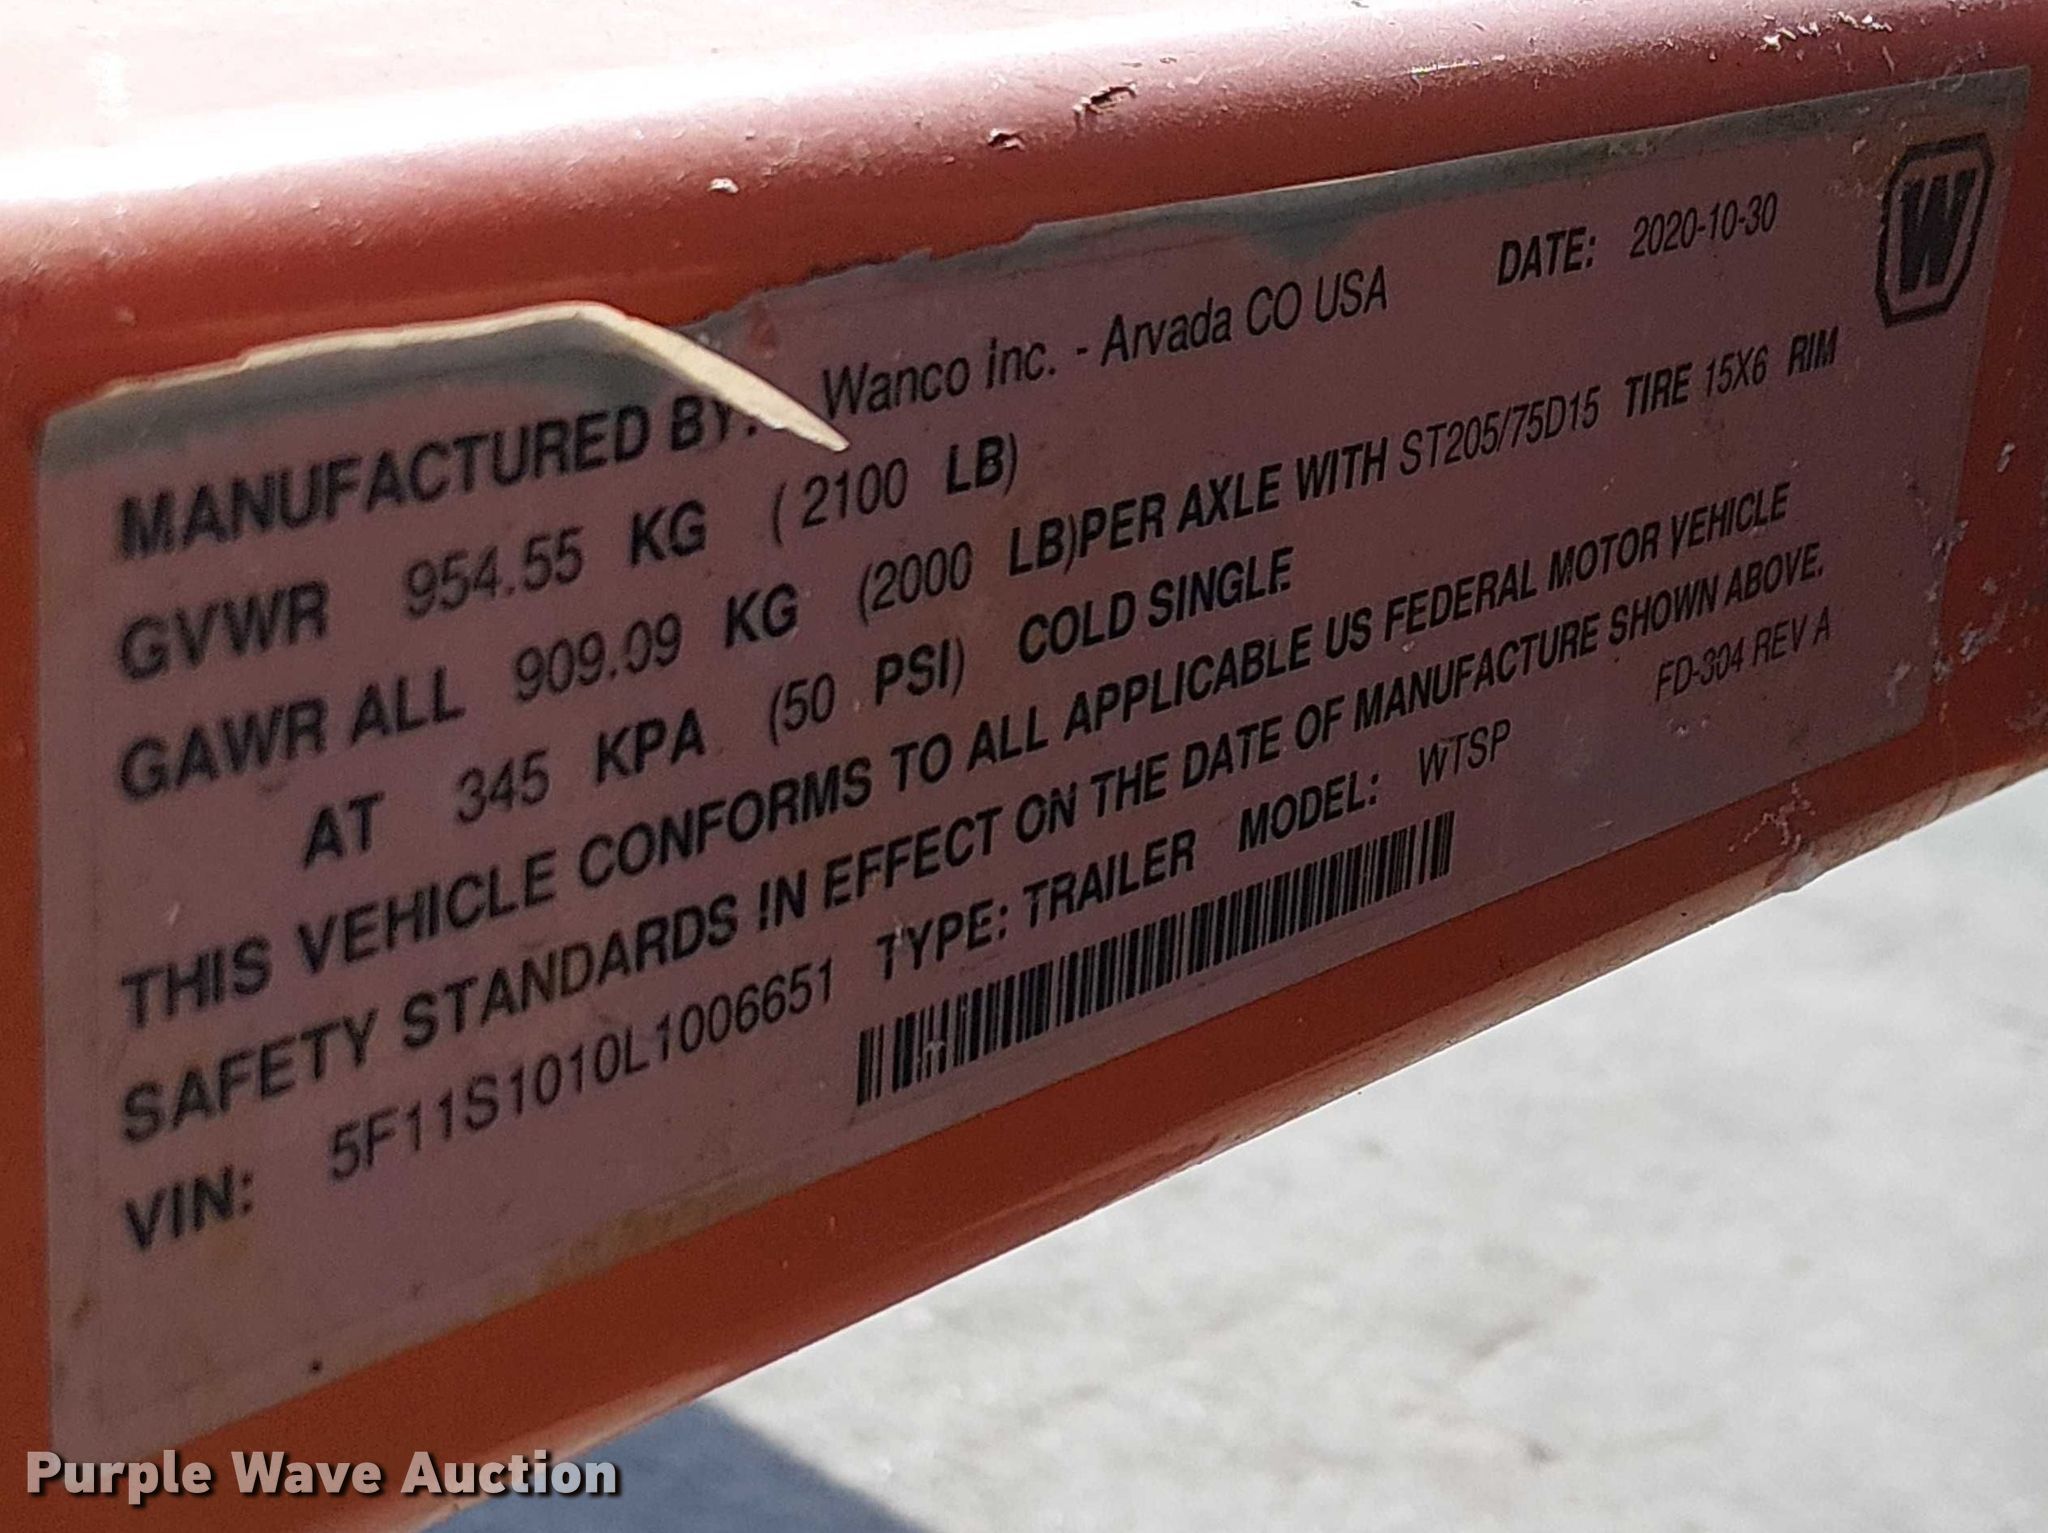 MANUFACTURED BY: Wanco Inc. - Arvada CO USA DATE: 2020-10-30 W
GVWR 954.55 KG (2100 LB)
GAWR ALL 909.09 KG (2000 LB)PER AXLE WITH ST205/75D15 TIRE 15X6 RIM
AT 345 KPA (50 PSI) COLD SINGLE
THIS VEHICLE CONFORMS TO ALL APPLICABLE US FEDERAL MOTOR VEHICLE
SAFETY STANDARDS IN EFFECT ON THE DATE OF MANUFACTURE SHOWN ABOVE.
VIN: 5F11S1010L1006651 TYPE: TRAILER MODEL: WTSP FD-304 REV A
Purple Wave Auction